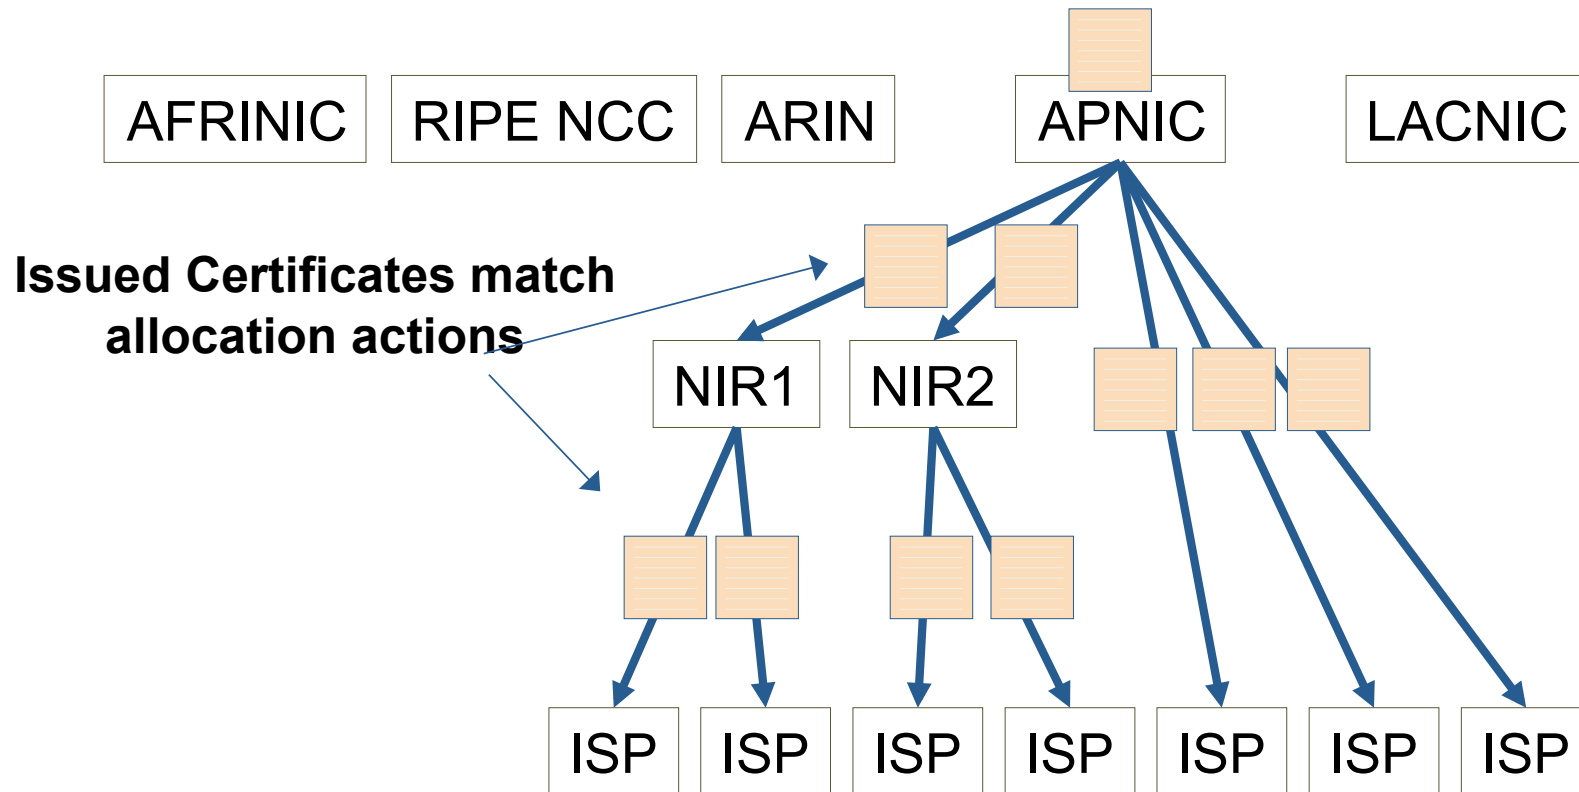 AFRINIC
RIPE NCC
ARIN
APNIC
LACNIC
Issued Certificates match
allocation actions
NIR1
NIR2
ISP
ISP
ISP
ISP
ISP
ISP
ISP